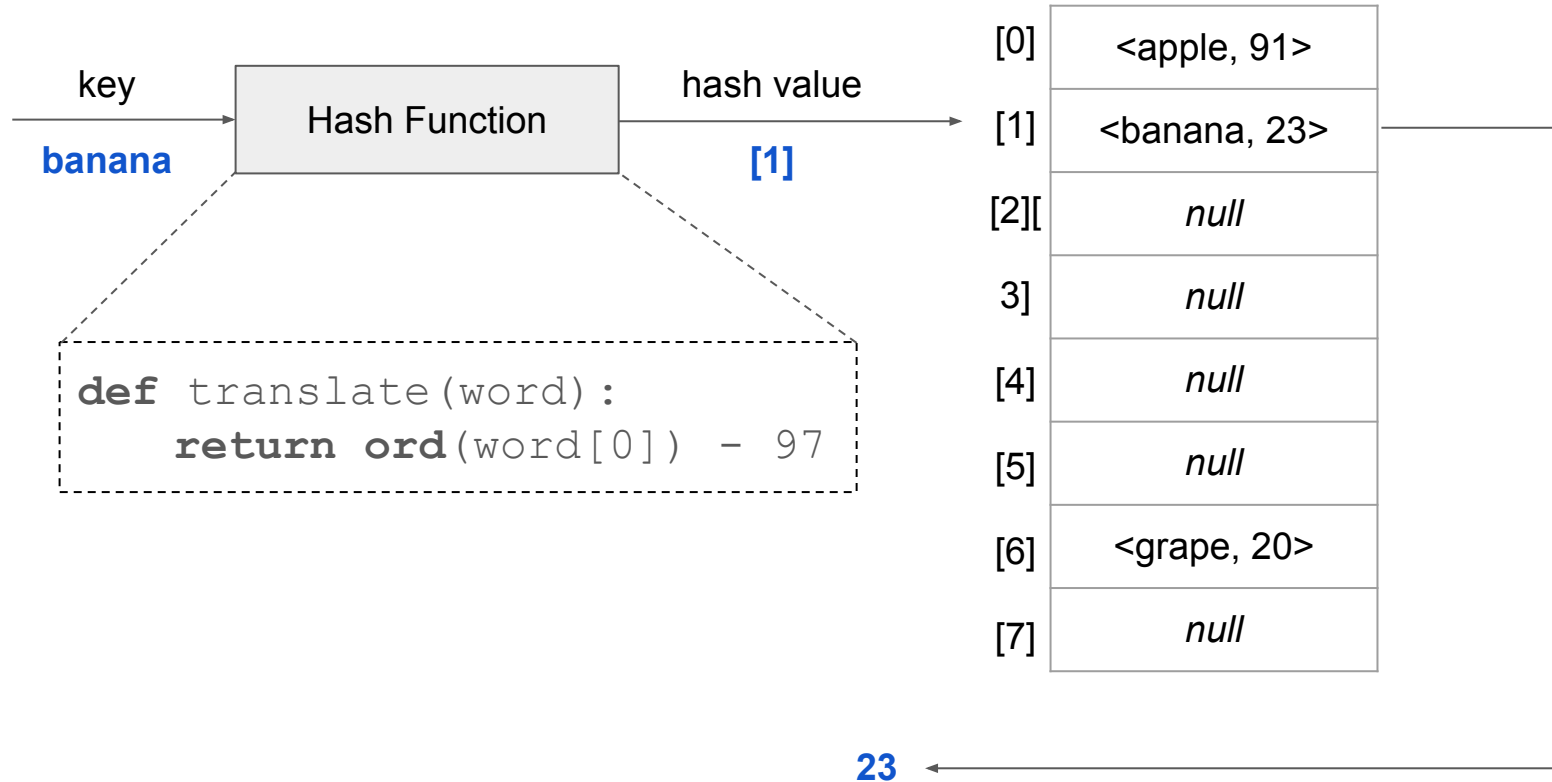 key
banana
Hash Function
hash value
[1]
def translate(word):
    return ord(word[0]) - 97
[0] <apple, 91>
[1] <banana, 23>
[2][ null
3] null
[4] null
[5] null
[6] <grape, 20>
[7] null
23